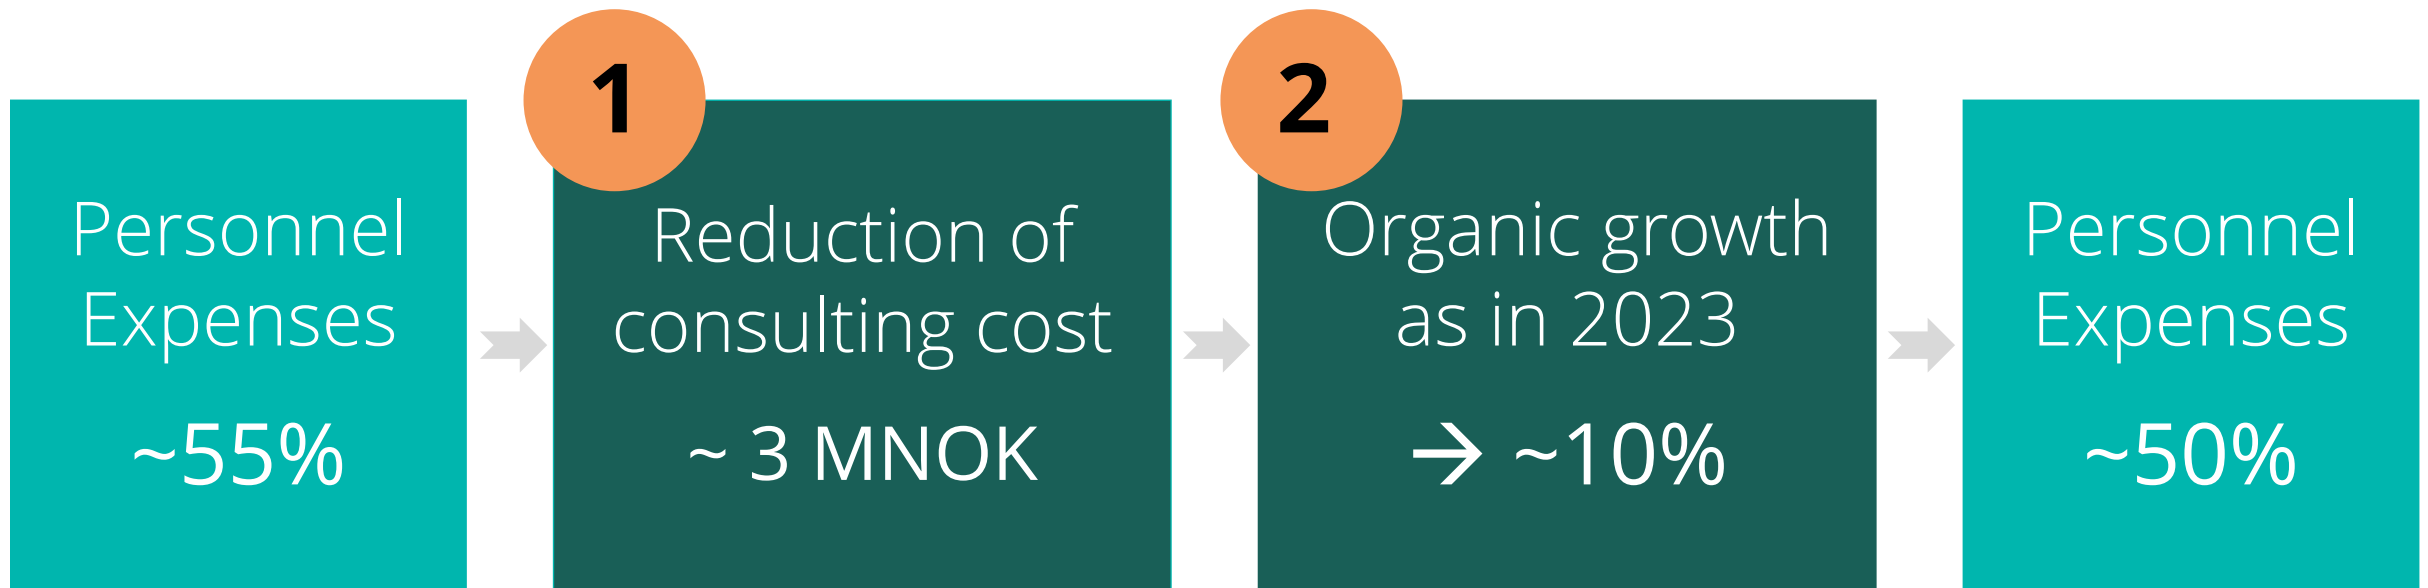 Personnel
Expenses
~55%
1
Reduction of
consulting cost
~ 3 MNOK
2
Organic growth
as in 2023
→ ~10%
Personnel
Expenses
~50%